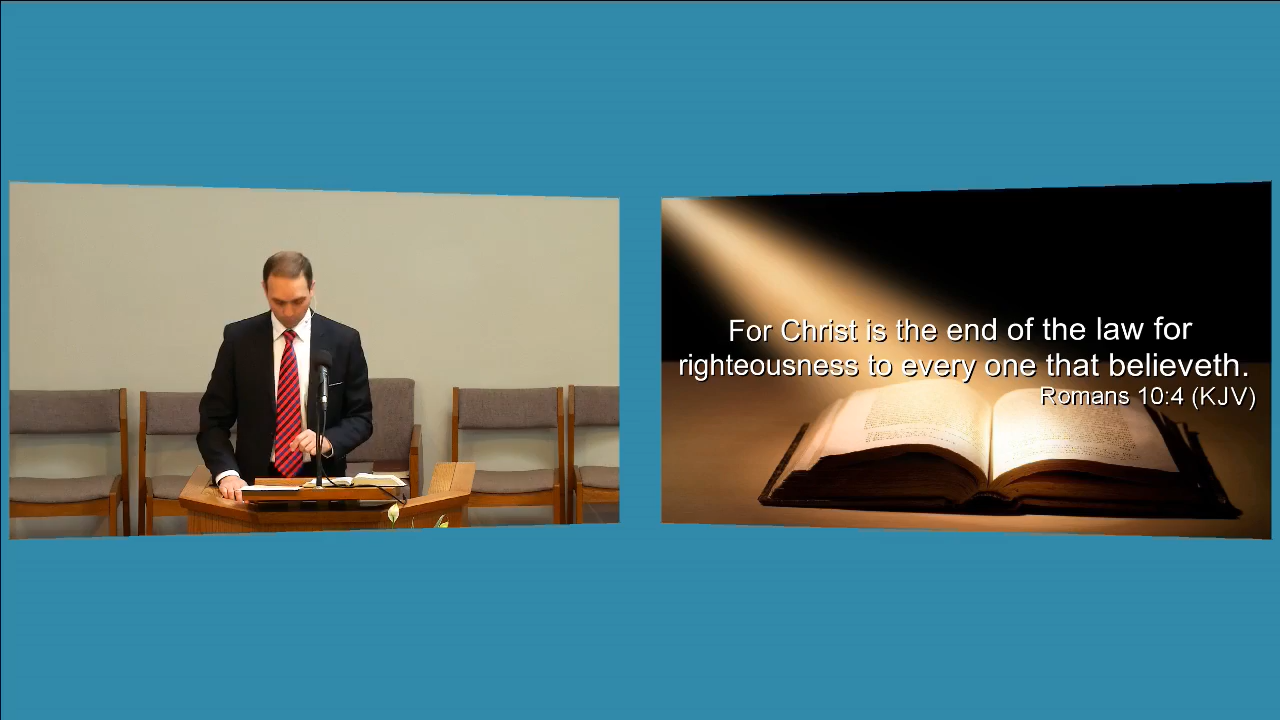 For Christ is the end of the law for
righteousness to every one that believeth.
Romans 10:4 (KJV)